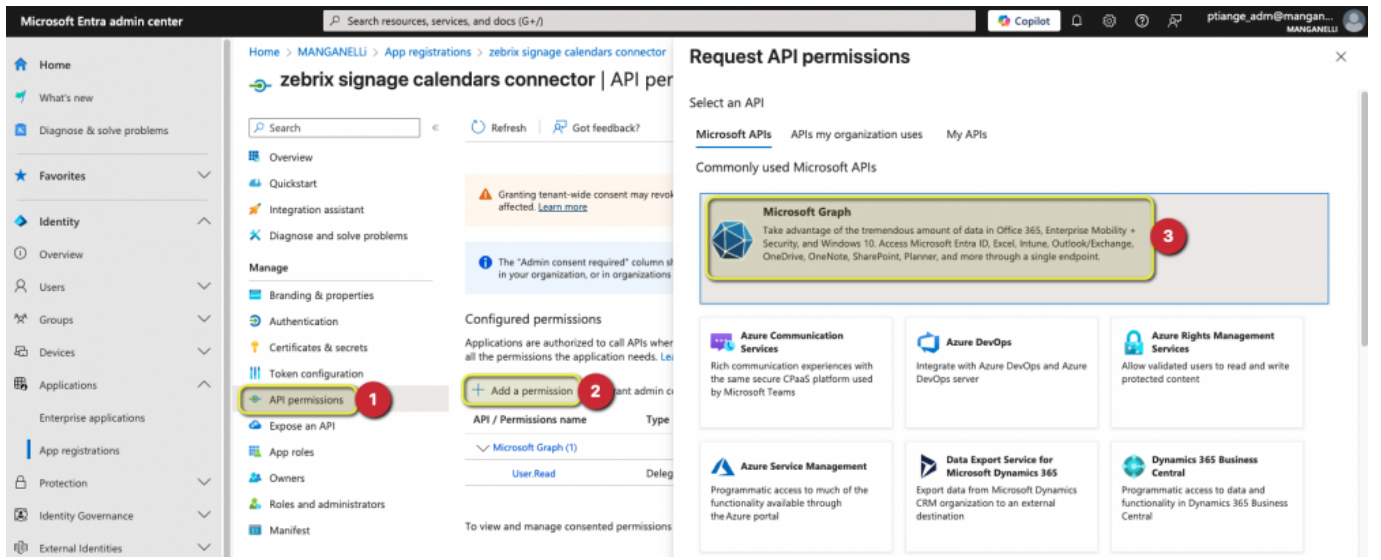 Microsoft Entra admin center
Search resources, services, and docs (G+/)
Copilot
ptiange_adm@mangan...
MANGANELLI
Home
What's new
Diagnose & solve problems
Favorites
Identity
Overview
Users
Groups
Devices
Applications
Enterprise applications
App registrations
Protection
Identity Governance
External Identities
Home > MANGANELLi > App registrations > zebrix signage calendars connector
zebrix signage calendars connector | API per
Search
Refresh
Got feedback?
Overview
Quickstart
Integration assistant
Diagnose and solve problems
Manage
Branding & properties
Authentication
Certificates & secrets
Token configuration
API permissions
1
Expose an API
App roles
Owners
Roles and administrators
Manifest
Granting tenant-wide consent may revok
affected. Learn more
The "Admin consent required" column sh
in your organization, or in organizations
Configured permissions
Applications are authorized to call APIs when
all the permissions the application needs. Lea
+ Add a permission
2
ant admin co
API / Permissions name
Type
Microsoft Graph (1)
User.Read
Deleg
To view and manage consented permissions
Request API permissions
Select an API
Microsoft APIs
APIs my organization uses
My APIs
Commonly used Microsoft APIs
Microsoft Graph
Take advantage of the tremendous amount of data in Office 365, Enterprise Mobility +
Security, and Windows 10. Access Microsoft Entra ID, Excel, Intune, Outlook/Exchange,
OneDrive, OneNote, SharePoint, Planner, and more through a single endpoint.
3
Azure Communication
Services
Rich communication experiences with
the same secure CPaaS platform used
by Microsoft Teams
Azure DevOps
Integrate with Azure DevOps and Azure
DevOps server
Azure Rights Management
Services
Allow validated users to read and write
protected content
Azure Service Management
Programmatic access to much of the
functionality available through
the Azure portal
Data Export Service for
Microsoft Dynamics 365
Export data from Microsoft Dynamics
CRM organization to an external
destination
Dynamics 365 Business
Central
Programmatic access to data and
functionality in Dynamics 365 Business
Central